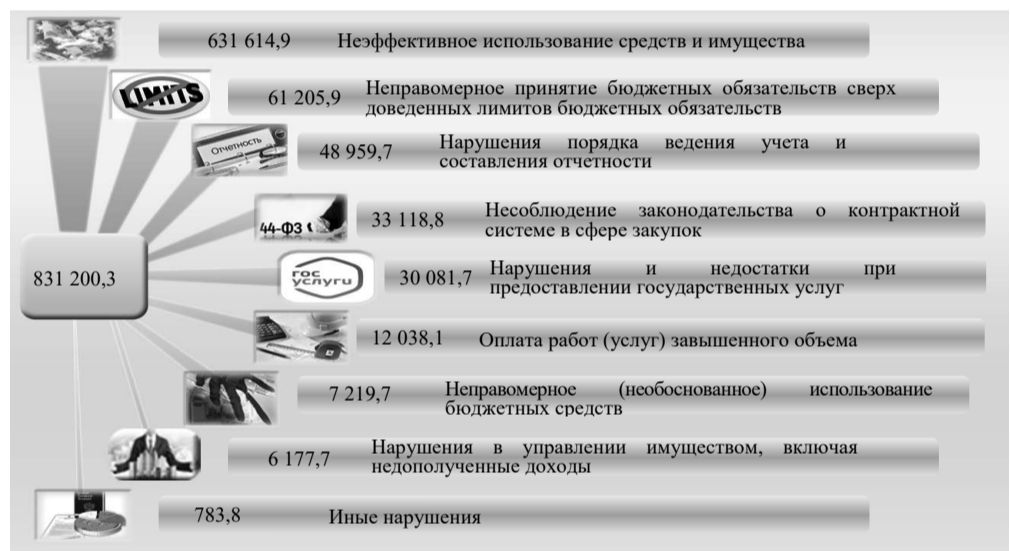 631 614,9 Неэффективное использование средств и имущества
LIMITS
61 205,9 Неправомерное принятие бюджетных обязательств сверх
доведенных лимитов бюджетных обязательств
Отчетность
48 959,7 Нарушения порядка ведения учета и
составления отчетности
44-ФЗ
33 118,8 Несоблюдение законодательства о контрактной
системе в сфере закупок
831 200,3
гос
услуги
30 081,7 Нарушения и недостатки при
предоставлении государственных услуг
12 038,1 Оплата работ (услуг) завышенного объема
7 219,7 Неправомерное (необоснованное) использование
бюджетных средств
6 177,7 Нарушения в управлении имуществом, включая
недополученные доходы
783,8 Иные нарушения